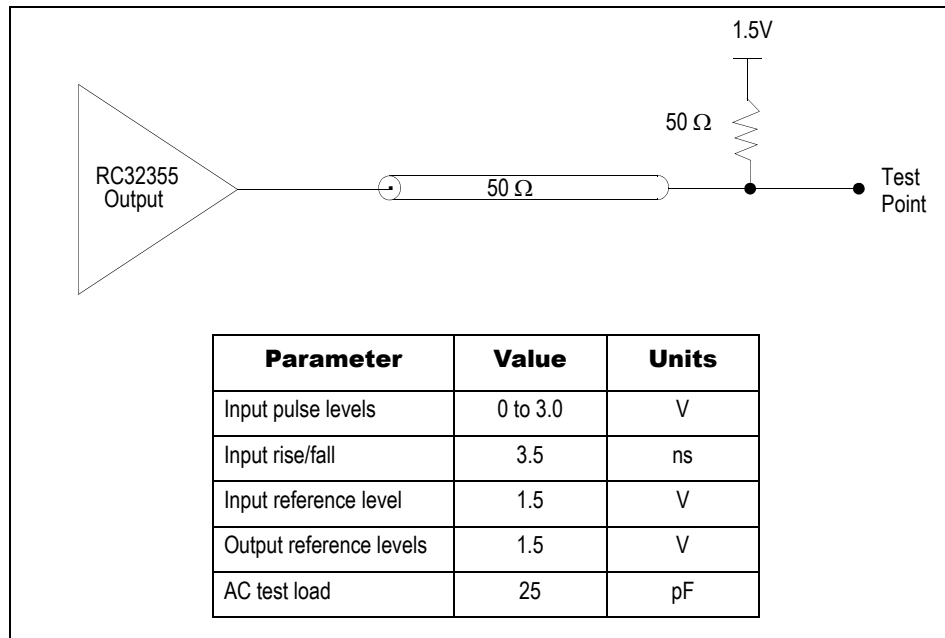 1.5V
50 Ω
RC32355
Output
50 Ω
Test
Point
Parameter Value Units
Input pulse levels 0 to 3.0 V
Input rise/fall 3.5 ns
Input reference level 1.5 V
Output reference levels 1.5 V
AC test load 25 pF